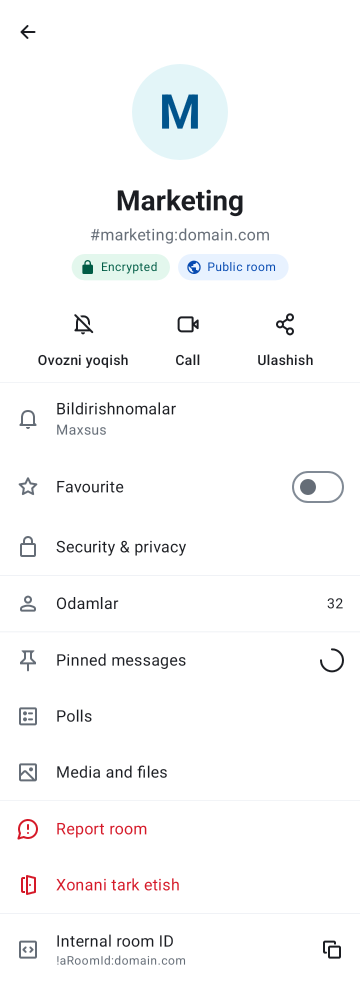 M
Marketing
#marketing:domain.com
Encrypted
Public room
Ovozni yoqish
Call
Ulashish
Bildirishnomalar
Maxsus
Favourite
Security & privacy
Odamlar
32
Pinned messages
Polls
Media and files
Report room
Xonani tark etish
Internal room ID
!aRoomId:domain.com